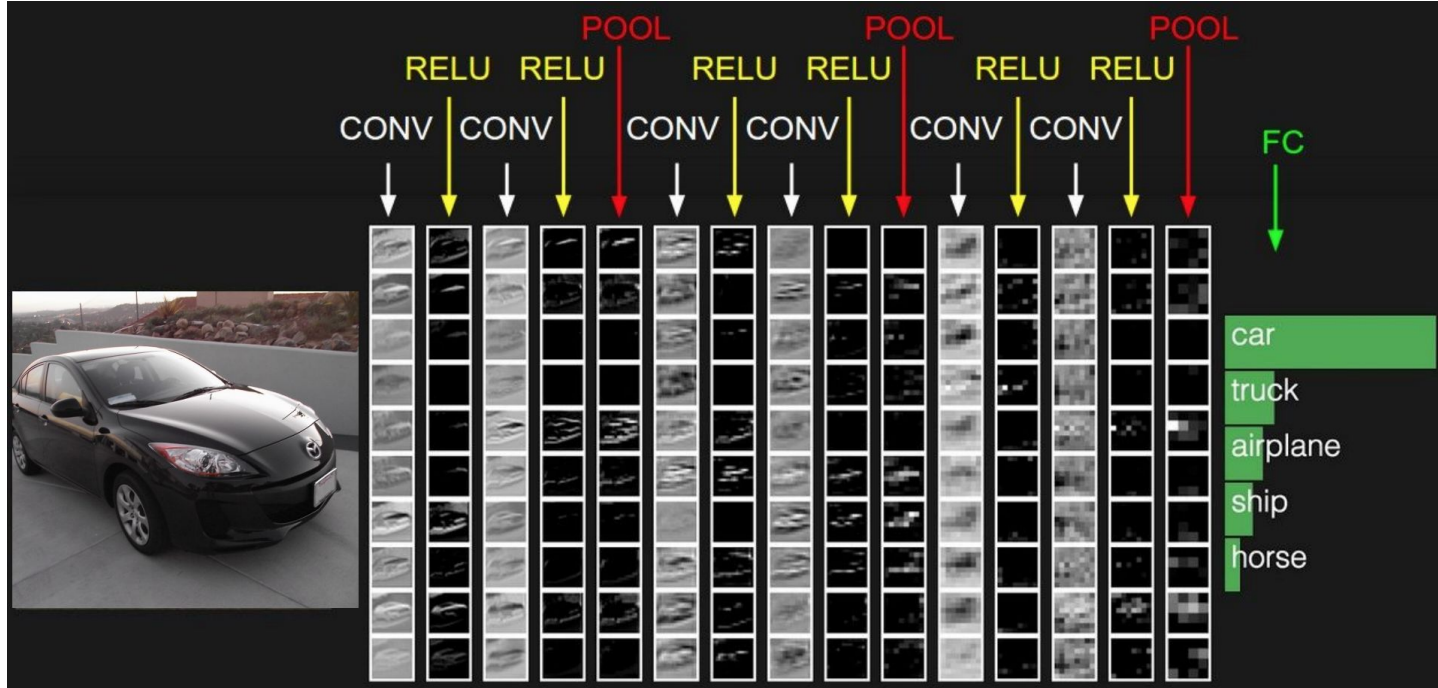 POOL POOL POOL
RELU RELU RELU RELU RELU RELU
CONV CONV CONV CONV CONV CONV
FC
car
truck
airplane
ship
horse